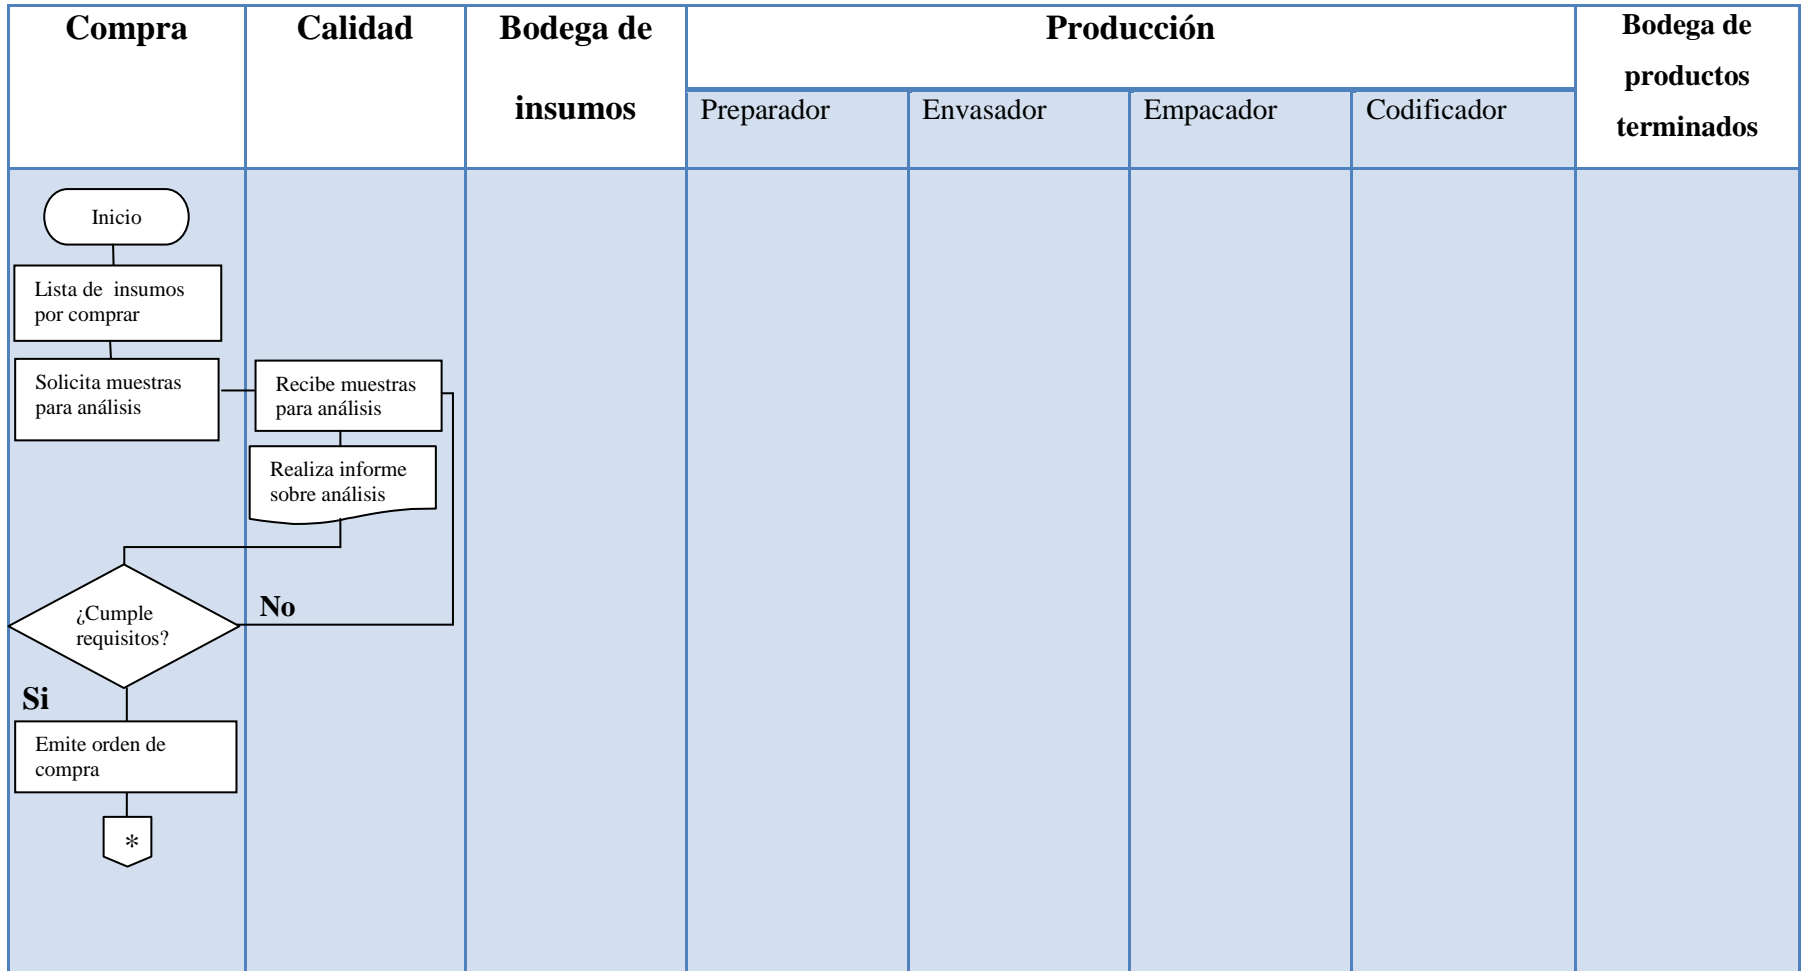 Compra
Calidad
Bodega de
insumos
Producción
Preparador
Envasador
Empacador
Codificador
Bodega de
productos
terminados
Inicio
Lista de insumos
por comprar
Solicita muestras
para análisis
Recibe muestras
para análisis
Realiza informe
sobre análisis
¿Cumple
requisitos?
No
Si
Emite orden de
compra
*